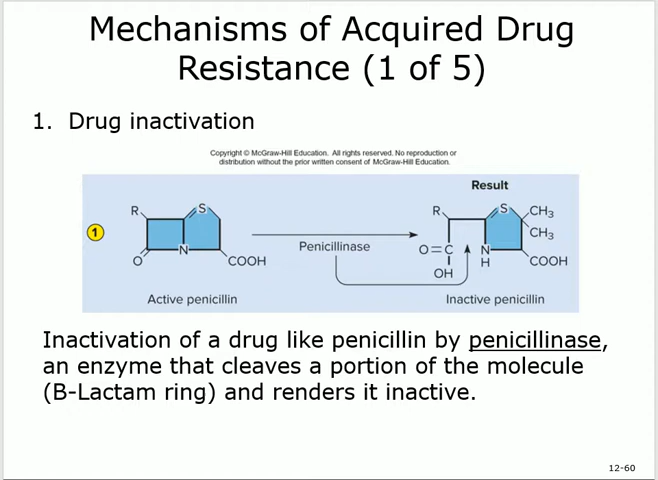 Mechanisms of Acquired Drug
Resistance (1 of 5)
1. Drug inactivation
Copyright © McGraw-Hill Education. All rights reserved. No reproduction or
distribution without the prior written consent of McGraw-Hill Education.
Result
1
R
S
N
O
COOH
Active penicillin
Penicillinase
R
S
CH3
CH3
O=C
N
H
OH
COOH
Inactive penicillin
Inactivation of a drug like penicillin by penicillinase,
an enzyme that cleaves a portion of the molecule
(B-Lactam ring) and renders it inactive.
12-60